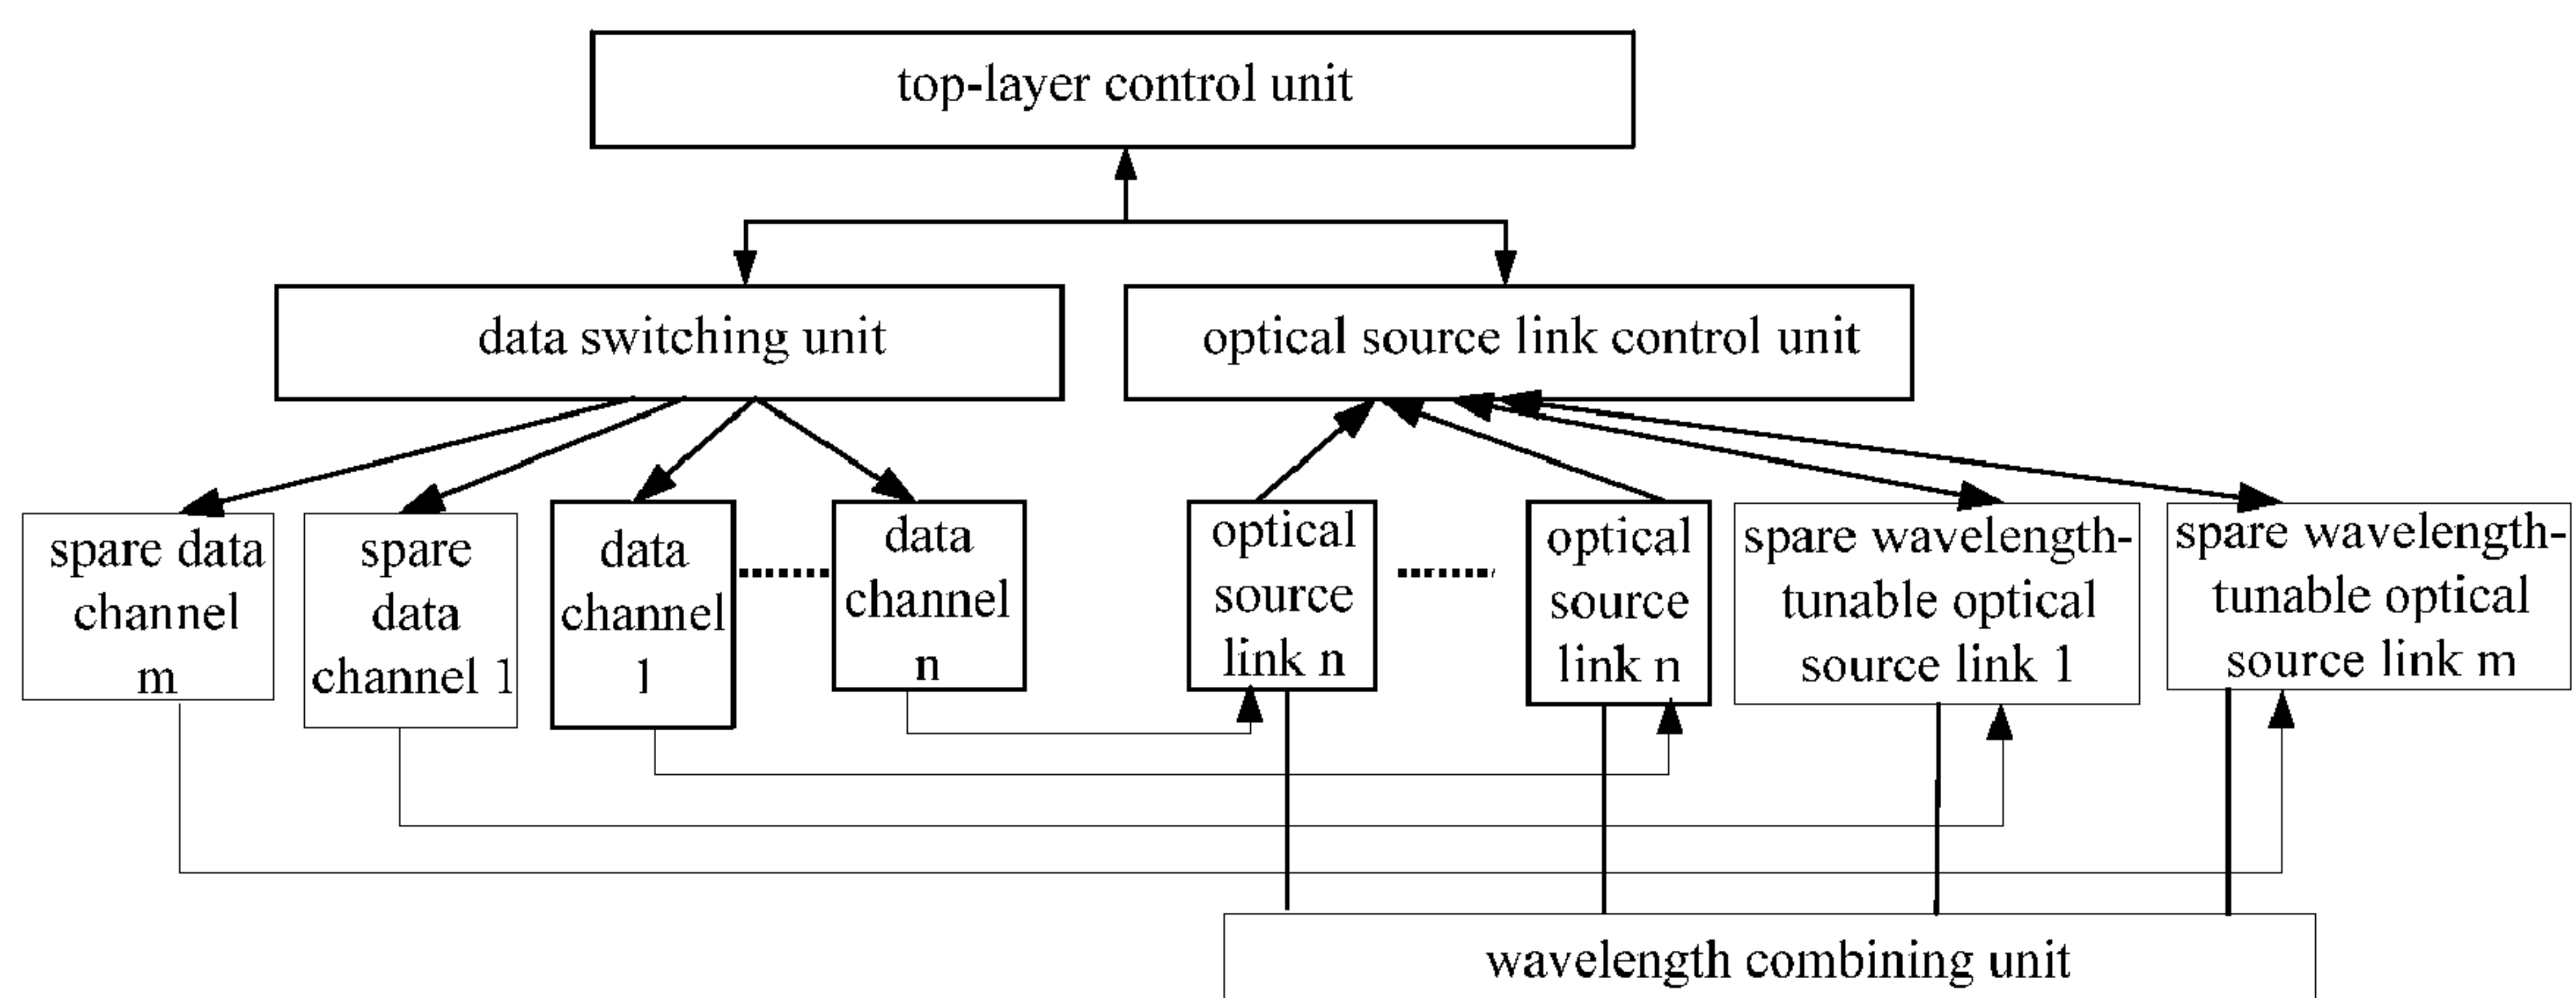 top-layer control unit
data switching unit
optical source link control unit
spare data
channel
m
spare
data
channel 1
data
channel
1
data
channel
n
optical
source
link n
optical
source
link n
spare wavelength-
tunable optical
source link 1
spare wavelength-
tunable optical
source link m
wavelength combining unit